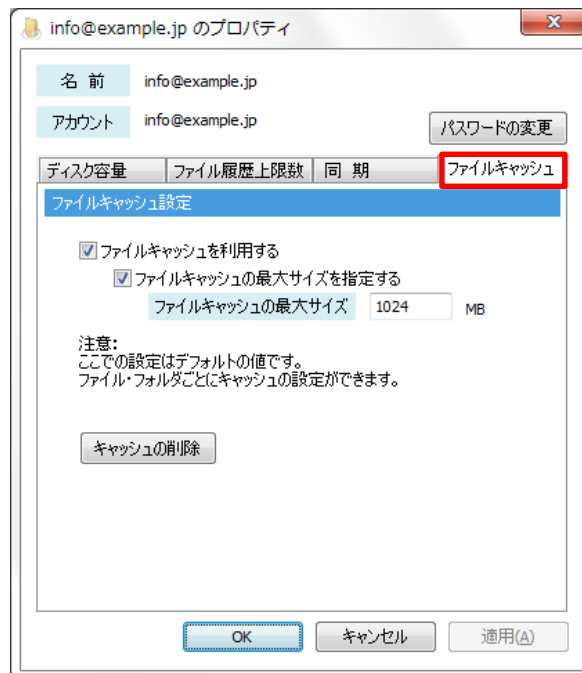 info@example.jp のプロパティ
名 前 info@example.jp
アカウント info@example.jp
パスワードの変更
ディスク容量 ファイル履歴上限数 同 期 ファイルキャッシュ
ファイルキャッシュ設定
ファイルキャッシュを利用する
ファイルキャッシュの最大サイズを指定する
ファイルキャッシュの最大サイズ 1024 MB
注意:
ここでの設定はデフォルトの値です。
ファイル・フォルダごとにキャッシュの設定ができます。
キャッシュの削除
OK キャンセル 適用(A)